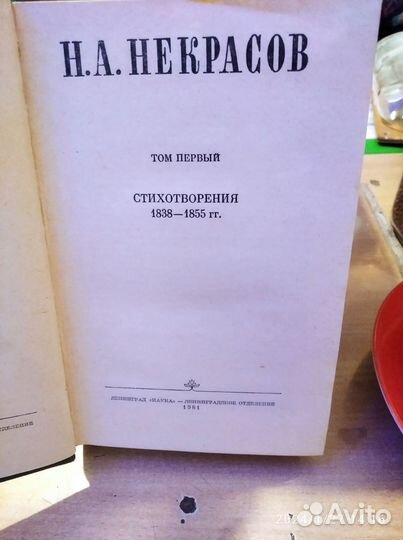 Н.А.НЕКРАСОВ
ТОМ ПЕРВЫЙ
СТИХОТВОРЕНИЯ
1838—1855 гг.
ЛЕНИНГРАД «НАУКА» — ЛЕНИНГРАДСКОЕ ОТДЕЛЕНИЕ
1981
Avito